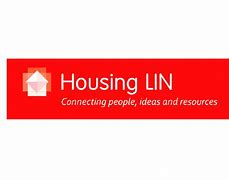 Housing LIN
Connecting people, ideas and resources